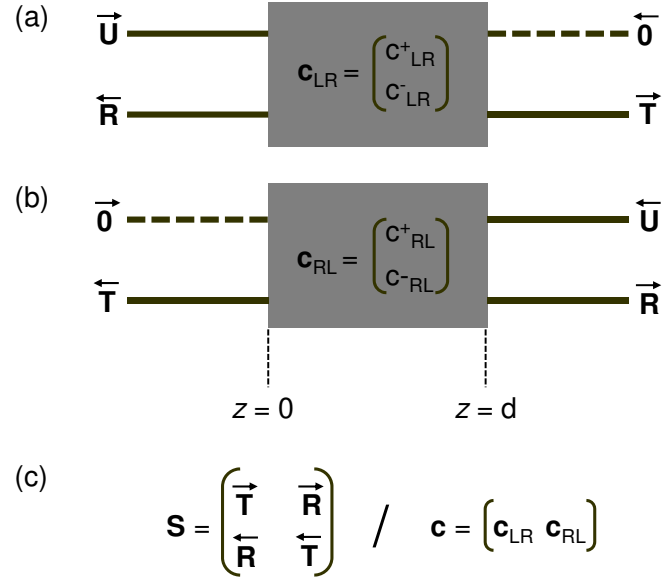 (a)
→U ←0
c_LR = ( C⁺_LR
C⁻_LR )
←R →T
(b)
→0 ←U
c_RL = ( C⁺_RL
C⁻_RL )
←T →R
z = 0 z = d
(c)
S = ( →T →R
←R ←T ) / c = ( c_LR c_RL )